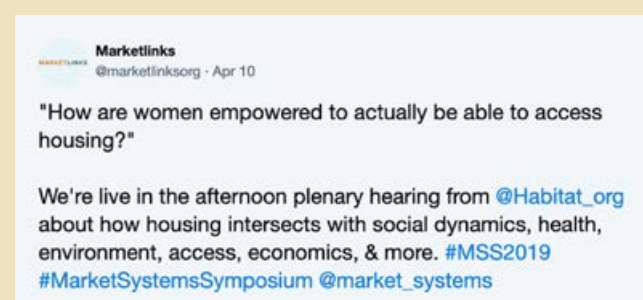 Marketlinks
MARKETLINKS
@marketlinksorg · Apr 10
"How are women empowered to actually be able to access
housing?"
We're live in the afternoon plenary hearing from @Habitat_org
about how housing intersects with social dynamics, health,
environment, access, economics, & more. #MSS2019
#MarketSystemsSymposium @market_systems